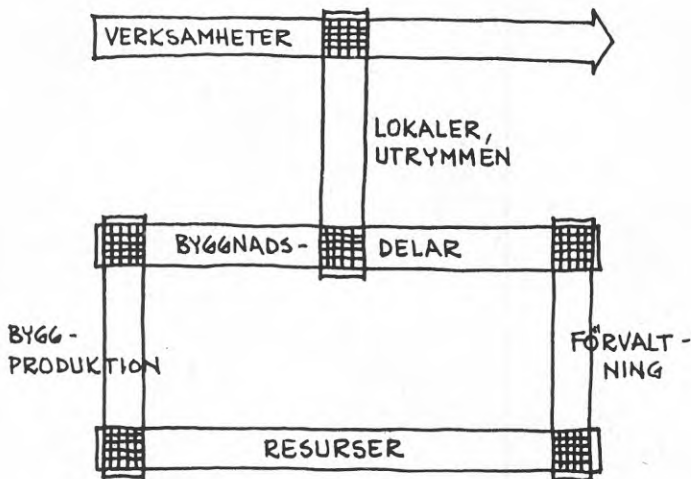 VERKSAMHETER
LOKALER,
UTRYMMEN
BYGGNADS- DELAR
BYGG-
PRODUKTION
FÖRVALT-
NING
RESURSER